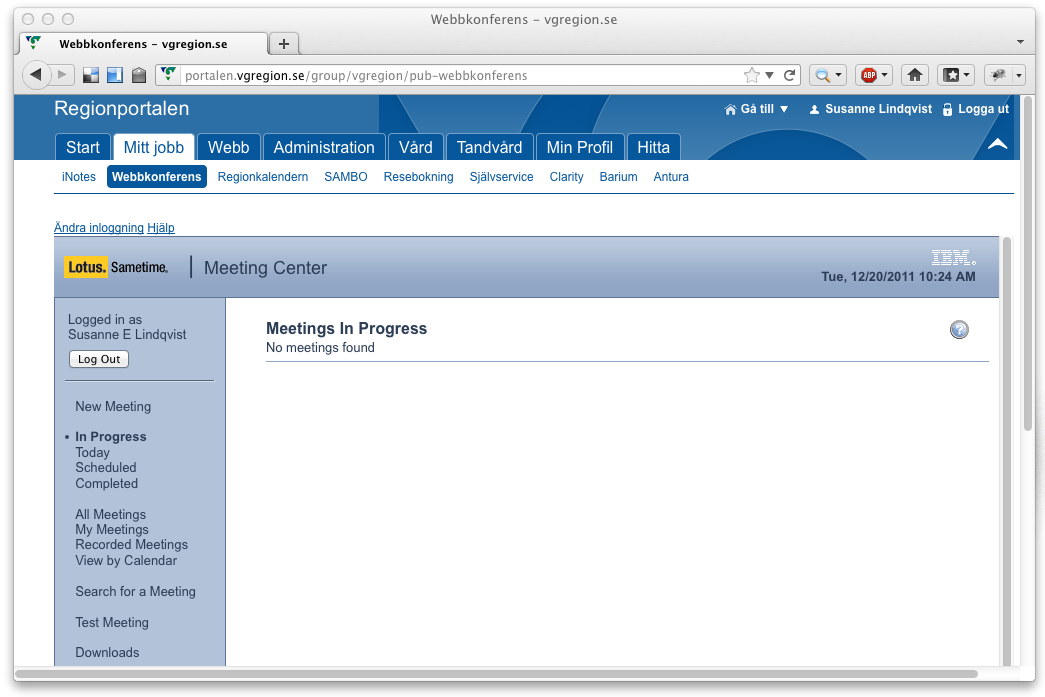 Webbkonferens – vgregion.se
Webbkonferens – vgregion.se
portalen.vgregion.se/group/vgregion/pub-webbkonferens
ABP
Regionportalen
Gå till Susanne Lindqvist Logga ut
Start Mitt jobb Webb Administration Vård Tandvård Min Profil Hitta
iNotes Webbkonferens Regionkalendern SAMBO Resebokning Självservice Clarity Barium Antura
Ändra inloggning Hjälp
Lotus. Sametime. | Meeting Center
IBM.
Tue, 12/20/2011 10:24 AM
Logged in as
Susanne E Lindqvist
Log Out
Meetings In Progress
No meetings found
?
New Meeting
• In Progress
Today
Scheduled
Completed
All Meetings
My Meetings
Recorded Meetings
View by Calendar
Search for a Meeting
Test Meeting
Downloads